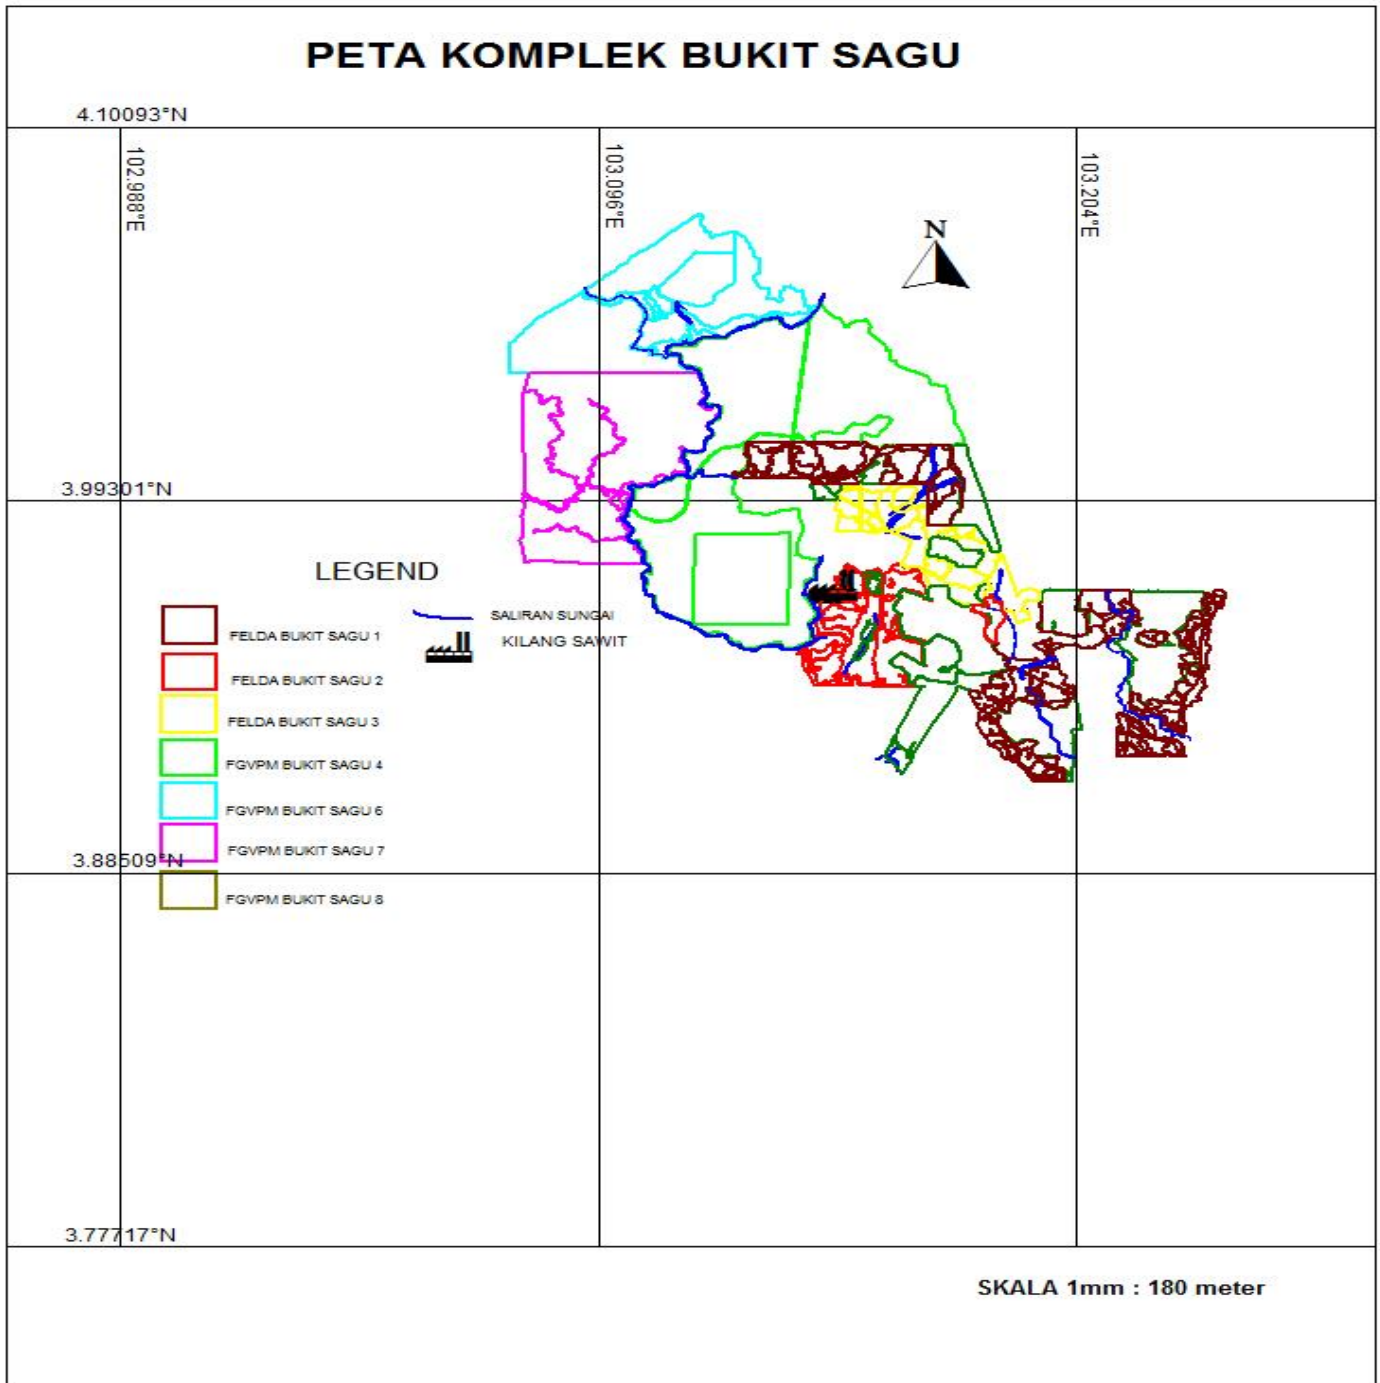 PETA KOMPLEK BUKIT SAGU
4.10093°N
102.988°E
103.096°E
103.204°E
N
3.99301°N
LEGEND
FELDA BUKIT SAGU 1
FELDA BUKIT SAGU 2
FELDA BUKIT SAGU 3
FGVPM BUKIT SAGU 4
FGVPM BUKIT SAGU 6
FGVPM BUKIT SAGU 7
FGVPM BUKIT SAGU 8
SALIRAN SUNGAI
KILANG SAWIT
3.88509°N
3.77717°N
SKALA 1mm : 180 meter